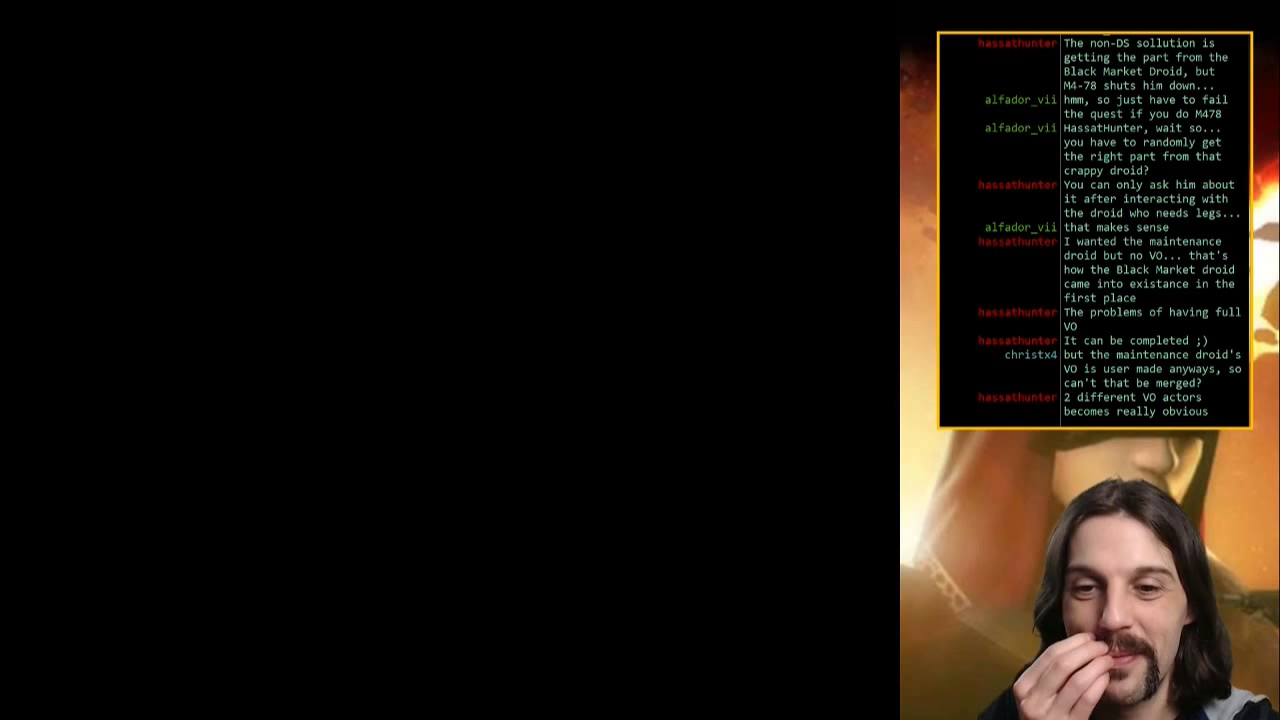 hassathunter The non-DS sollution is
getting the part from the
Black Market Droid, but
M4-78 shuts him down...
alfador_vii hmm, so just have to fail
the quest if you do M478
alfador_vii HassatHunter, wait so...
you have to randomly get
the right part from that
crappy droid?
hassathunter You can only ask him about
it after interacting with
the droid who needs legs...
alfador_vii that makes sense
hassathunter I wanted the maintenance
droid but no VO... that's
how the Black Market droid
came into existance in the
first place
hassathunter The problems of having full
VO
hassathunter It can be completed ;)
christx4 but the maintenance droid's
VO is user made anyways, so
can't that be merged?
hassathunter 2 different VO actors
becomes really obvious